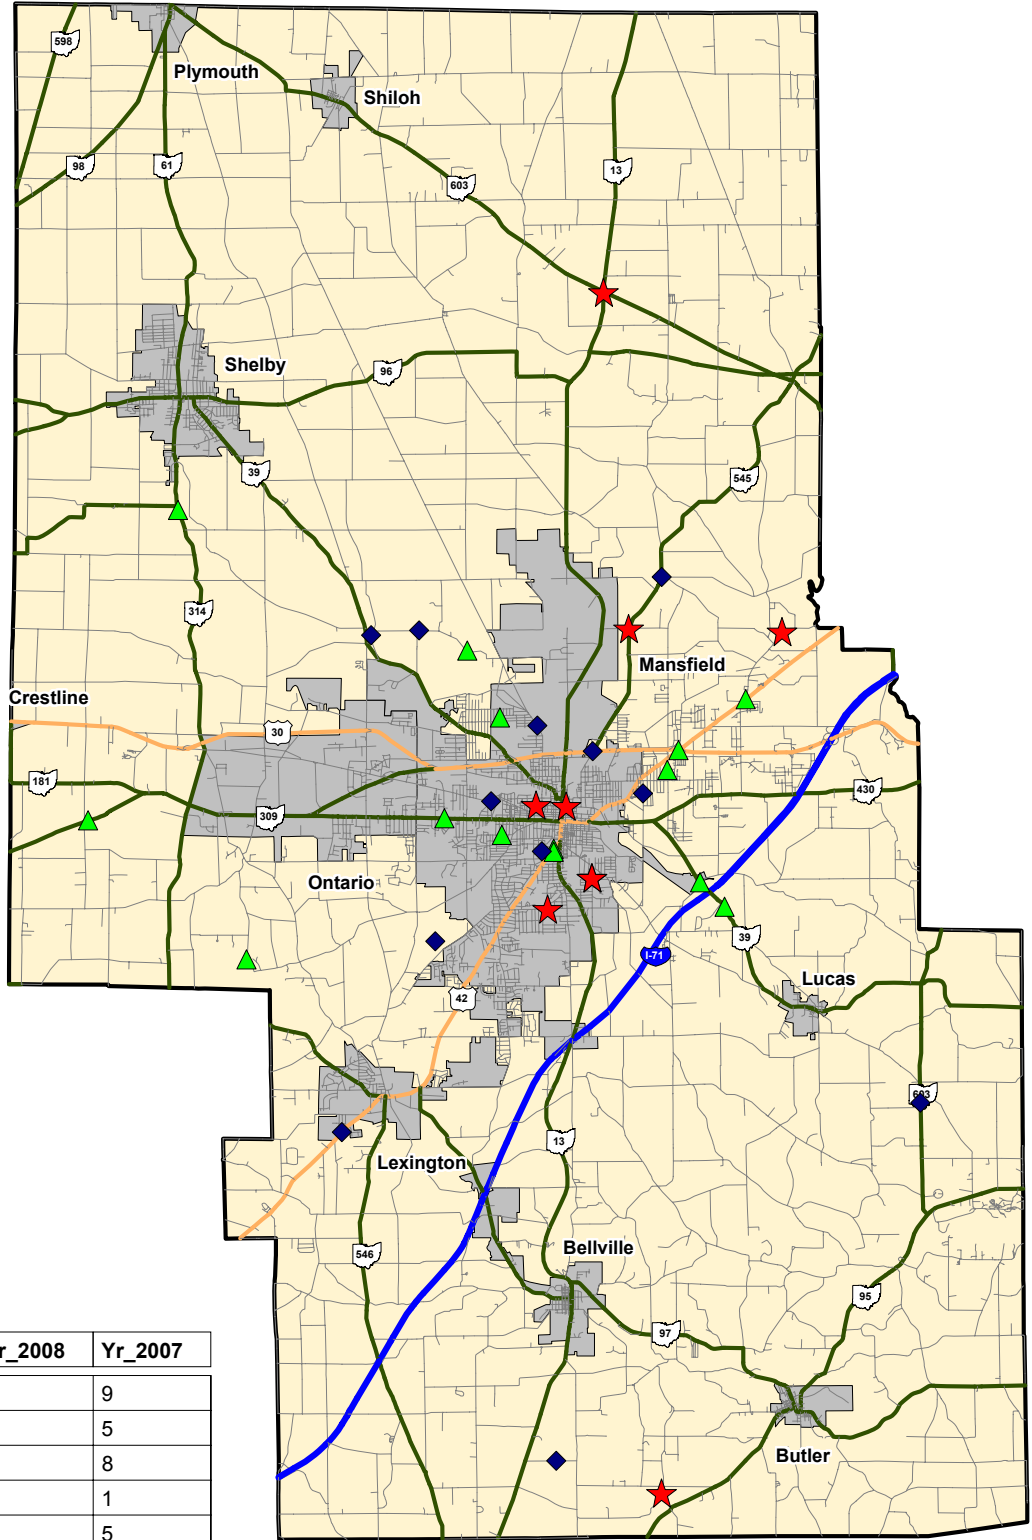 598
Plymouth
Shiloh
98
61
603
13
Shelby
96
39
545
314
Mansfield
Crestline
30
181
309
430
Ontario
I-71
39
Lucas
42
603
13
Lexington
546
Bellville
95
97
Butler
r_2008 Yr_2007
9
5
8
1
5